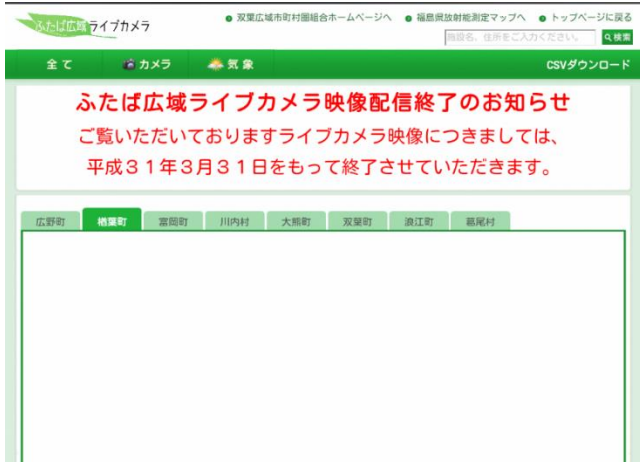 ふたば広域ライブカメラ
双葉広域市町村圏組合ホームページへ 福島県放射能測定マップへ トップページに戻る
施設名、住所をご入力ください。 検索
全て カメラ 気象 CSVダウンロード
ふたば広域ライブカメラ映像配信終了のお知らせ
ご覧いただいておりますライブカメラ映像につきましては、
平成31年3月31日をもって終了させていただきます。
広野町 楢葉町 富岡町 川内村 大熊町 双葉町 浪江町 葛尾村